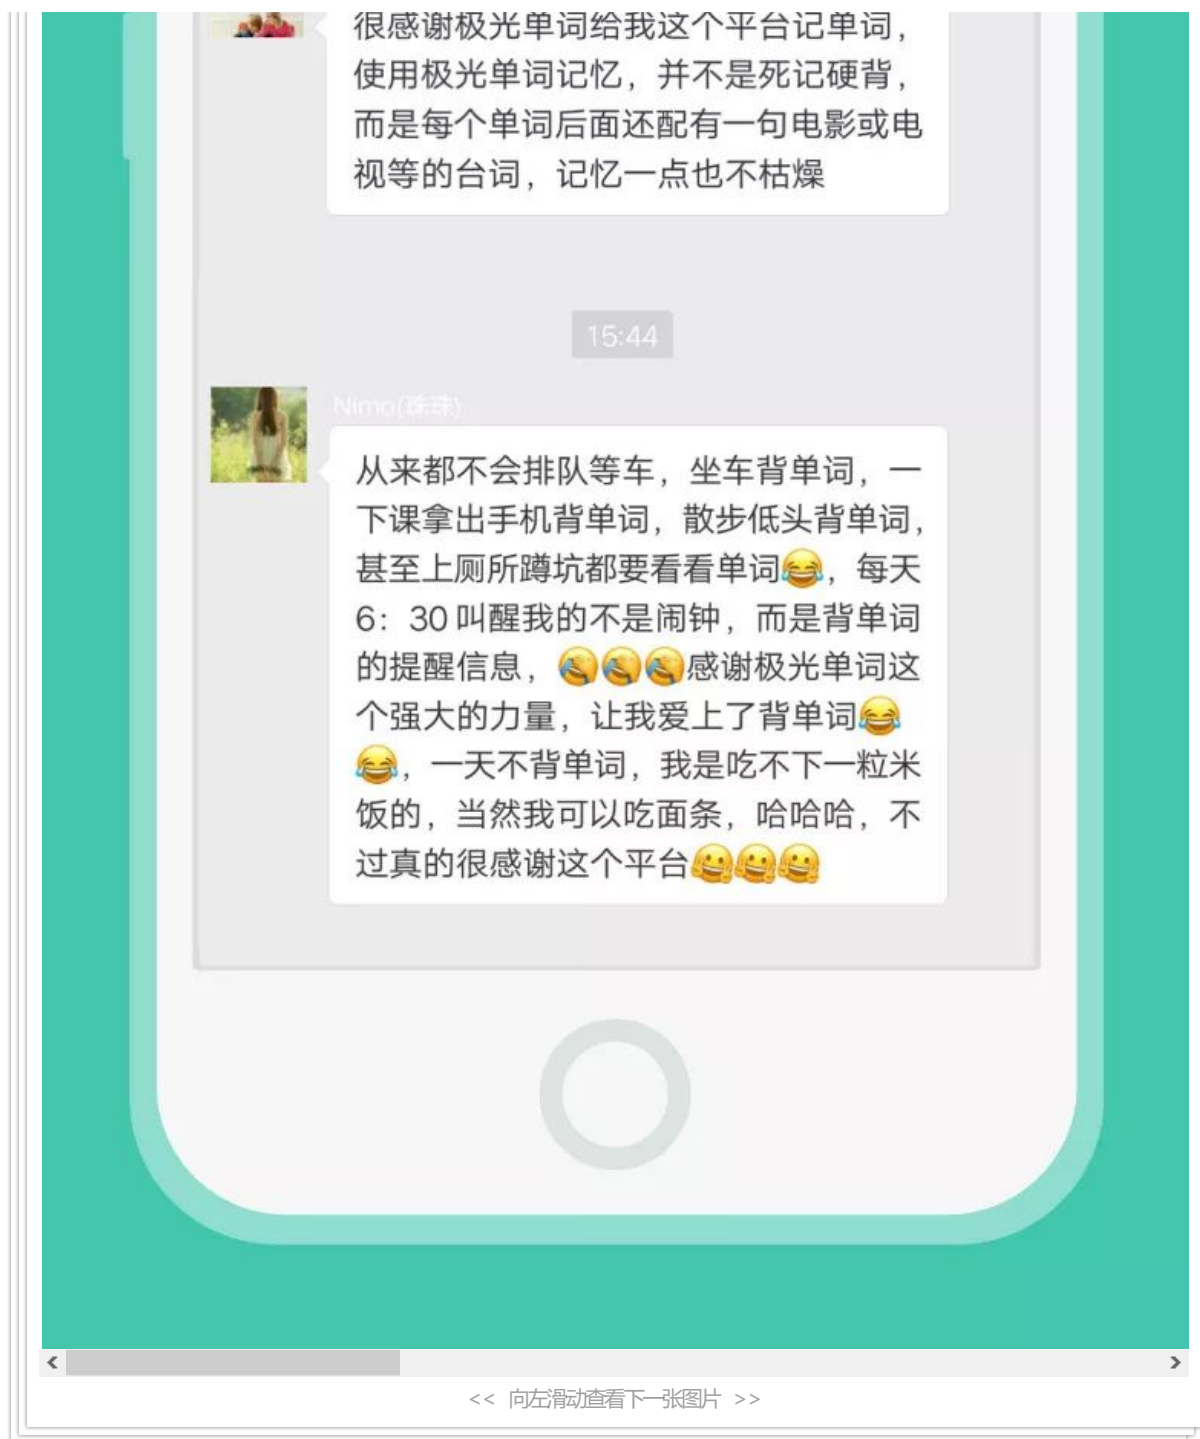 很感谢极光单词给我这个平台记单词，
使用极光单词记忆，并不是死记硬背，
而是每个单词后面还配有一句电影或电
视等的台词，记忆一点也不枯燥
15:44
Nimo(珠珠)
从来都不会排队等车，坐车背单词，一
下课拿出手机背单词，散步低头背单词，
甚至上厕所蹲坑都要看看单词😂，每天
6：30 叫醒我的不是闹钟，而是背单词
的提醒信息，🤣🤣🤣感谢极光单词这
个强大的力量，让我爱上了背单词😂
😂，一天不背单词，我是吃不下一粒米
饭的，当然我可以吃面条，哈哈哈，不
过真的很感谢这个平台🤗🤗🤗
<< 向左滑动查看下一张图片 >>